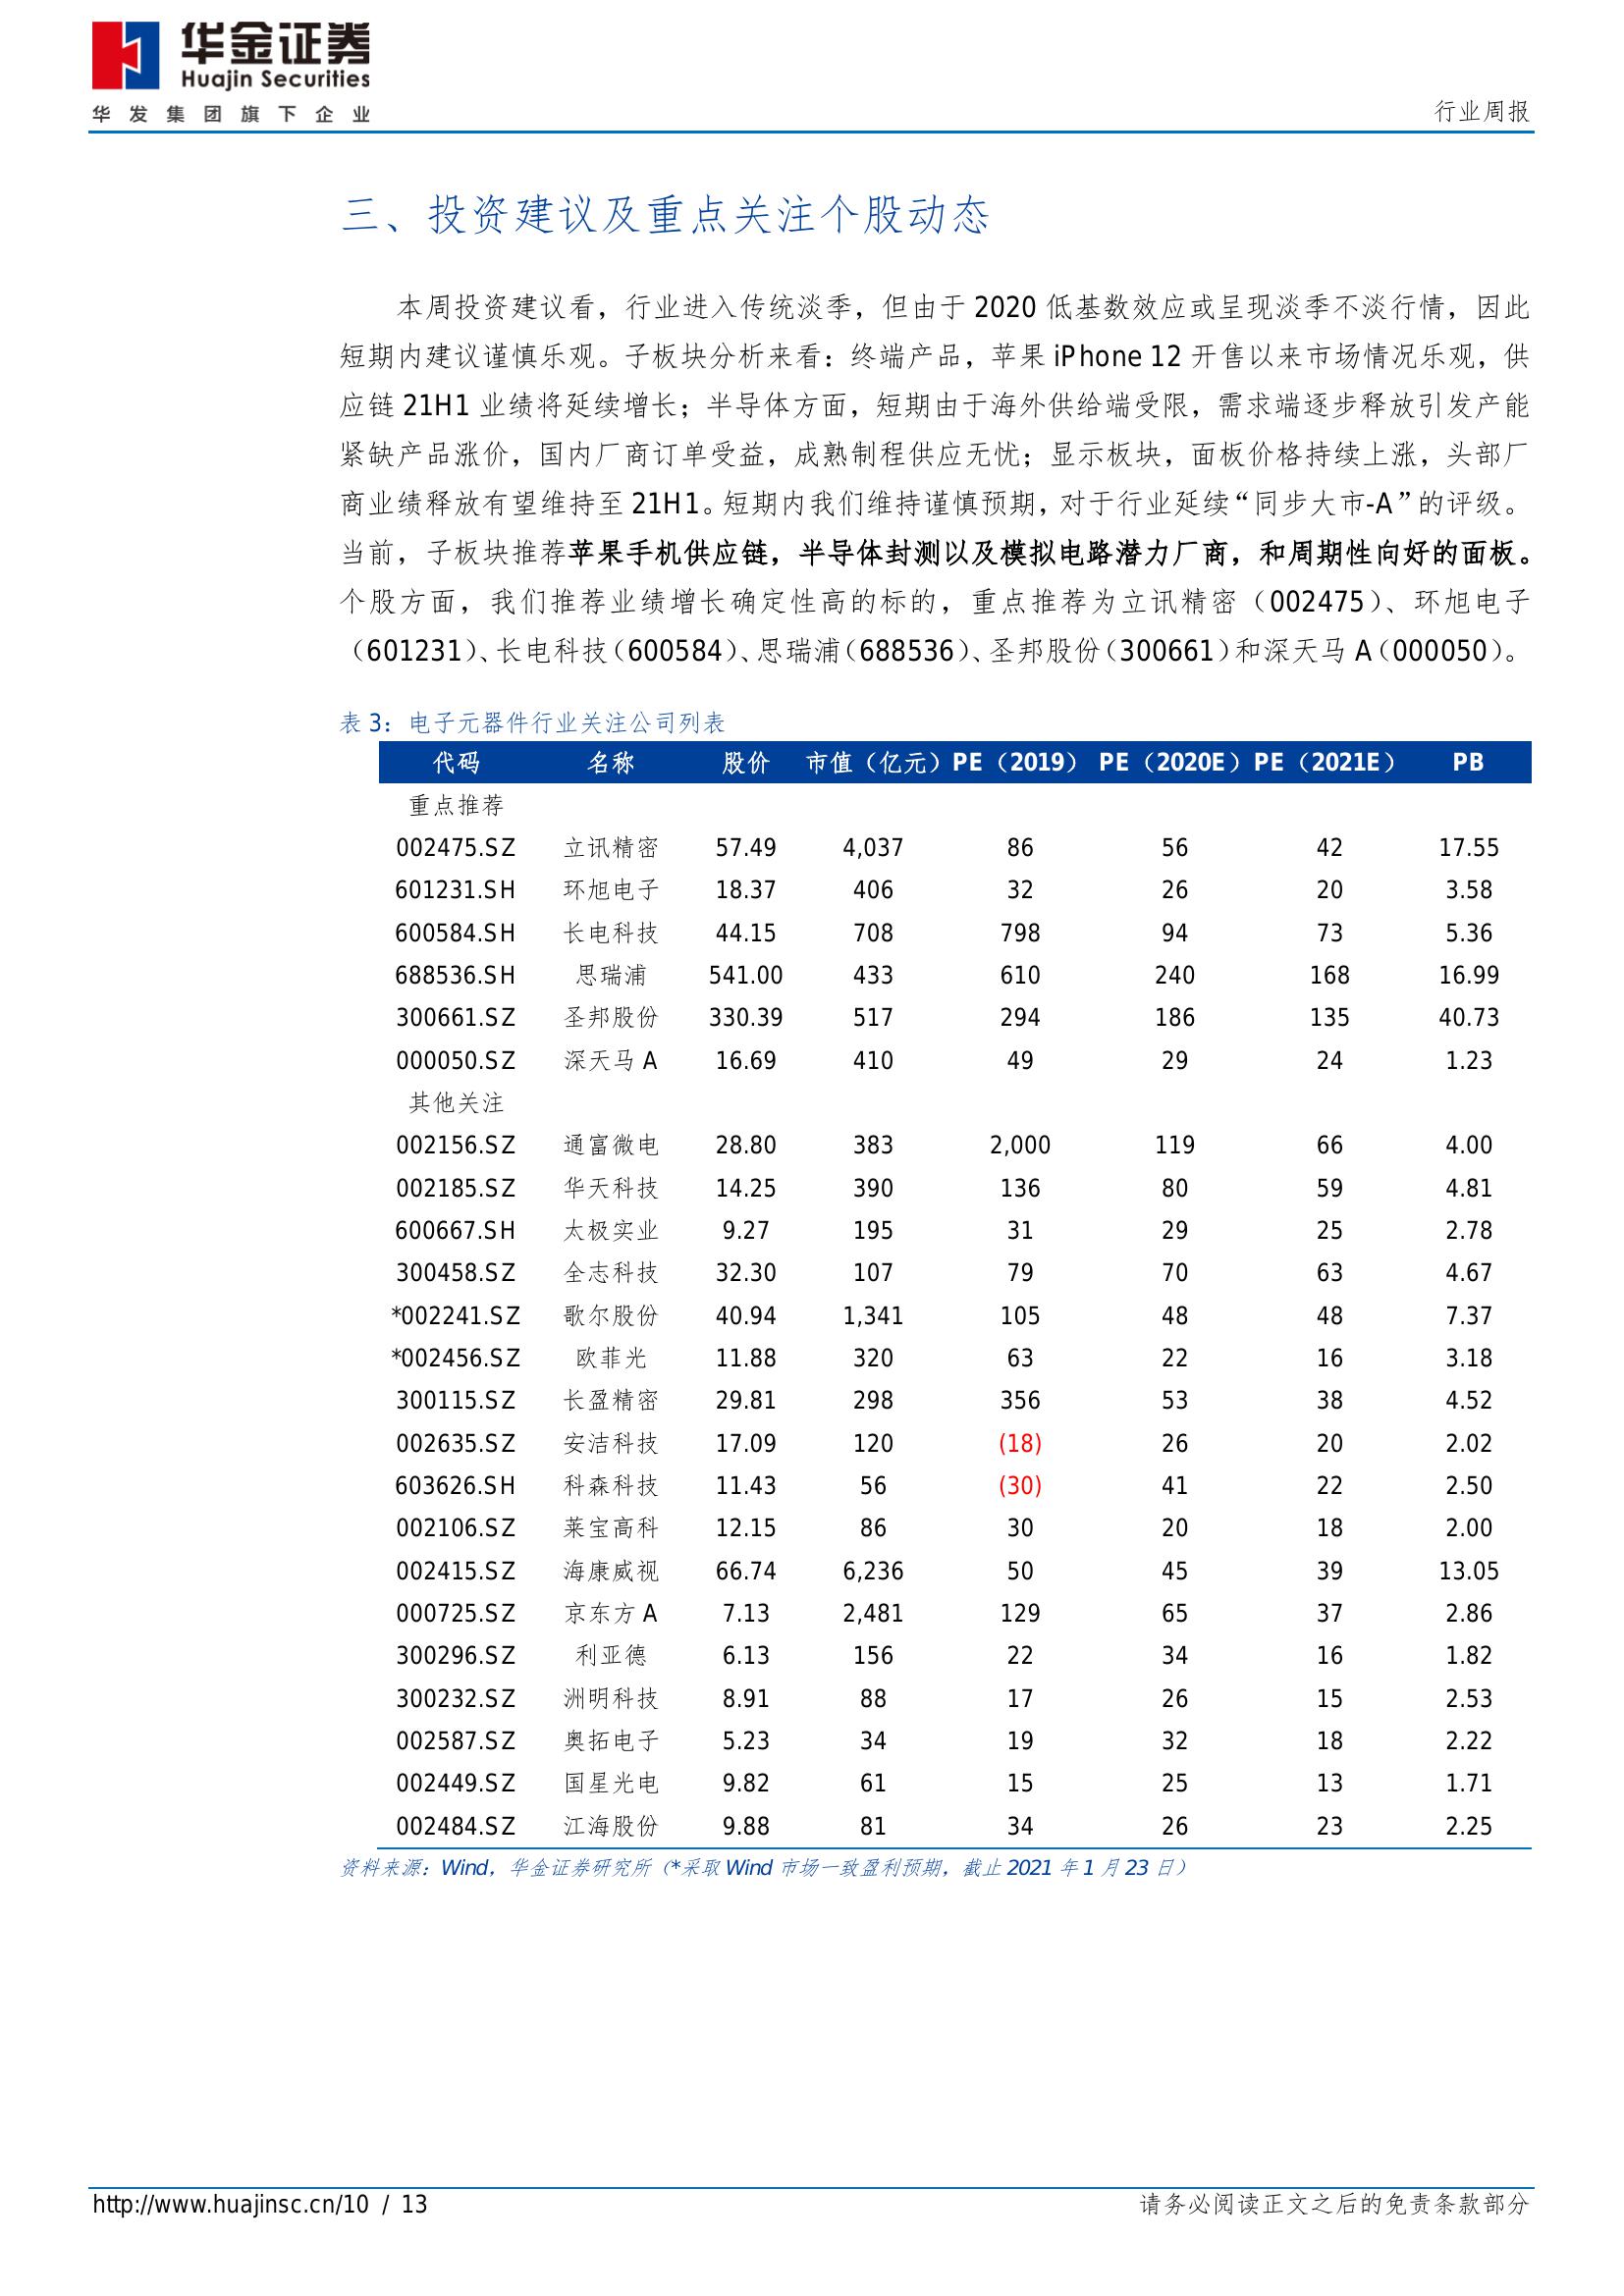 华金证券
Huajin Securities
华发集团旗下企业
行业周报
三、投资建议及重点关注个股动态
本周投资建议看，行业进入传统淡季，但由于 2020 低基数效应或呈现淡季不淡行情，因此
短期内建议谨慎乐观。子板块分析来看：终端产品，苹果 iPhone 12 开售以来市场情况乐观，供
应链 21H1 业绩将延续增长；半导体方面，短期由于海外供给端受限，需求端逐步释放引发产能
紧缺产品涨价，国内厂商订单受益，成熟制程供应无忧；显示板块，面板价格持续上涨，头部厂
商业绩释放有望维持至 21H1。短期内我们维持谨慎预期，对于行业延续“同步大市-A”的评级。
当前，子板块推荐苹果手机供应链，半导体封测以及模拟电路潜力厂商，和周期性向好的面板。
个股方面，我们推荐业绩增长确定性高的标的，重点推荐为立讯精密（002475）、环旭电子
（601231）、长电科技（600584）、思瑞浦（688536）、圣邦股份（300661）和深天马 A（000050）。
表 3：电子元器件行业关注公司列表
代码 名称 股价 市值（亿元） PE（2019） PE（2020E） PE（2021E） PB
重点推荐
002475.SZ 立讯精密 57.49 4,037 86 56 42 17.55
601231.SH 环旭电子 18.37 406 32 26 20 3.58
600584.SH 长电科技 44.15 708 798 94 73 5.36
688536.SH 思瑞浦 541.00 433 610 240 168 16.99
300661.SZ 圣邦股份 330.39 517 294 186 135 40.73
000050.SZ 深天马 A 16.69 410 49 29 24 1.23
其他关注
002156.SZ 通富微电 28.80 383 2,000 119 66 4.00
002185.SZ 华天科技 14.25 390 136 80 59 4.81
600667.SH 太极实业 9.27 195 31 29 25 2.78
300458.SZ 全志科技 32.30 107 79 70 63 4.67
*002241.SZ 歌尔股份 40.94 1,341 105 48 48 7.37
*002456.SZ 欧菲光 11.88 320 63 22 16 3.18
300115.SZ 长盈精密 29.81 298 356 53 38 4.52
002635.SZ 安洁科技 17.09 120 (18) 26 20 2.02
603626.SH 科森科技 11.43 56 (30) 41 22 2.50
002106.SZ 莱宝高科 12.15 86 30 20 18 2.00
002415.SZ 海康威视 66.74 6,236 50 45 39 13.05
000725.SZ 京东方 A 7.13 2,481 129 65 37 2.86
300296.SZ 利亚德 6.13 156 22 34 16 1.82
300232.SZ 洲明科技 8.91 88 17 26 15 2.53
002587.SZ 奥拓电子 5.23 34 19 32 18 2.22
002449.SZ 国星光电 9.82 61 15 25 13 1.71
002484.SZ 江海股份 9.88 81 34 26 23 2.25
资料来源：Wind，华金证券研究所（*采取 Wind 市场一致盈利预期，截止 2021 年 1 月 23 日）
http://www.huajinsc.cn/10 / 13
请务必阅读正文之后的免责条款部分